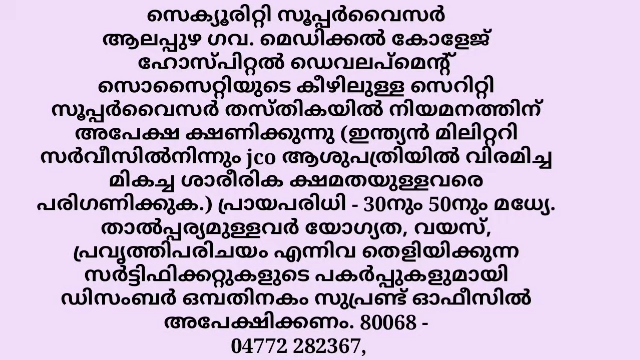 സെക്യൂരിറ്റി സൂപ്പർവൈസർ
ആലപ്പുഴ ഗവ. മെഡിക്കൽ കോളേജ്
ഹോസ്പിറ്റൽ ഡെവലപ്മെന്റ്
സൊസൈറ്റിയുടെ കീഴിലുള്ള സെറിറ്റി
സൂപ്പർവൈസർ തസ്തികയിൽ നിയമനത്തിന്
അപേക്ഷ ക്ഷണിക്കുന്നു (ഇന്ത്യൻ മിലിറ്ററി
സർവീസിൽനിന്നും jco ആശുപത്രിയിൽ വിരമിച്ച
മികച്ച ശാരീരിക ക്ഷമതയുള്ളവരെ
പരിഗണിക്കുക.) പ്രായപരിധി - 30നും 50നും മധ്യേ.
താൽപ്പര്യമുള്ളവർ യോഗ്യത, വയസ്,
പ്രവൃത്തിപരിചയം എന്നിവ തെളിയിക്കുന്ന
സർട്ടിഫിക്കറ്റുകളുടെ പകർപ്പുകളുമായി
ഡിസംബർ ഒമ്പതിനകം സുപ്രണ്ട് ഓഫീസിൽ
അപേക്ഷിക്കണം. 80068 -
04772 282367,